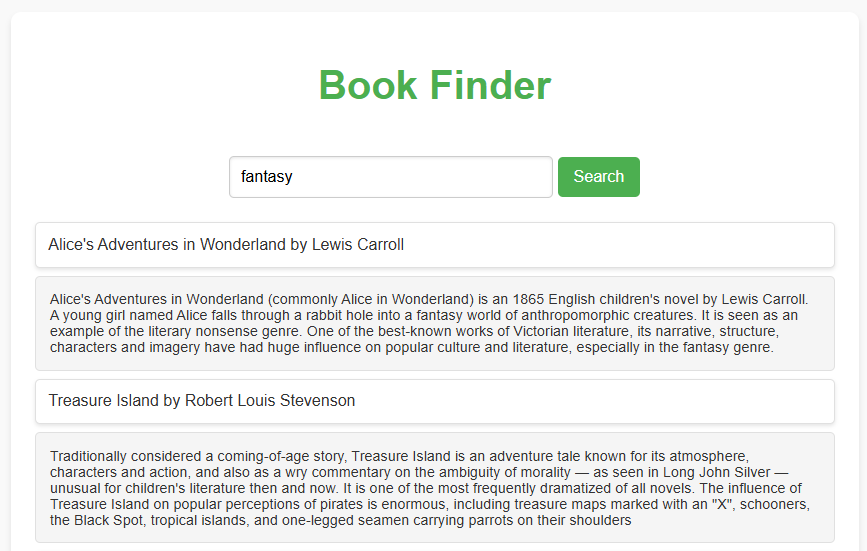 Book Finder
fantasy
Search
Alice's Adventures in Wonderland by Lewis Carroll
Alice's Adventures in Wonderland (commonly Alice in Wonderland) is an 1865 English children's novel by Lewis Carroll.
A young girl named Alice falls through a rabbit hole into a fantasy world of anthropomorphic creatures. It is seen as an
example of the literary nonsense genre. One of the best-known works of Victorian literature, its narrative, structure,
characters and imagery have had huge influence on popular culture and literature, especially in the fantasy genre.
Treasure Island by Robert Louis Stevenson
Traditionally considered a coming-of-age story, Treasure Island is an adventure tale known for its atmosphere,
characters and action, and also as a wry commentary on the ambiguity of morality — as seen in Long John Silver —
unusual for children's literature then and now. It is one of the most frequently dramatized of all novels. The influence of
Treasure Island on popular perceptions of pirates is enormous, including treasure maps marked with an "X", schooners,
the Black Spot, tropical islands, and one-legged seamen carrying parrots on their shoulders